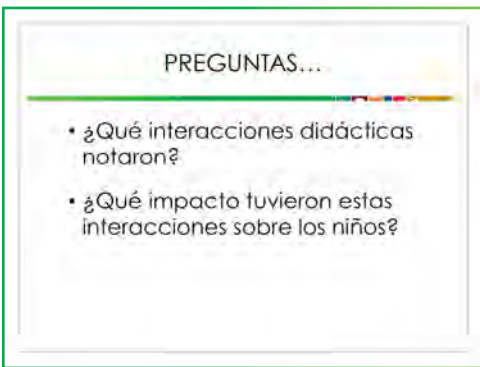 PREGUNTAS...
• ¿Qué interacciones didácticas
notaron?
• ¿Qué impacto tuvieron estas
interacciones sobre los niños?